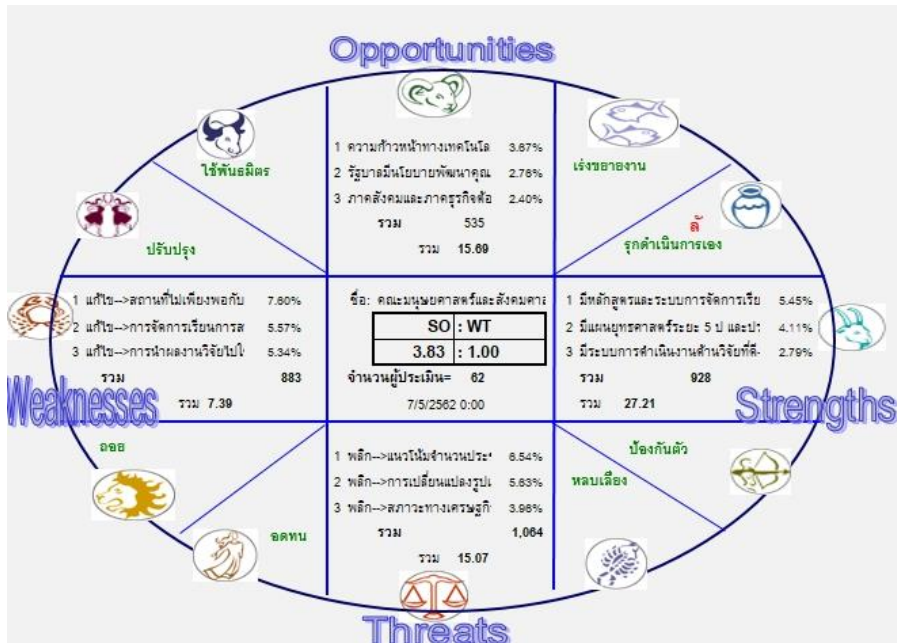 Opportunities
1 ความก้าวหน้าทางเทคโนโล 3.67%
2 รัฐบาลมีนโยบายพัฒนาคุณ 2.76%
3 ภาคสังคมและภาคธุรกิจต้อ 2.40%
รวม 535
รวม 15.69
ใช้พันธมิตร
ปรับปรุง
เร่งขยายงาน
ลั
รุกดำเนินการเอง
1 แก้ไข-->สถานที่ไม่เพียงพอกับ 7.60%
2 แก้ไข-->การจัดการเรียนการส 5.57%
3 แก้ไข-->การนำผลงานวิจัยไปใ 5.34%
รวม 883
รวม 7.39
Weaknesses
ชื่อ: คณะมนุษยศาสตร์และสังคมศา
SO : WT
3.83 : 1.00
จำนวนผู้ประเมิน= 62
7/5/2562 0:00
1 มีหลักสูตรและระบบการจัดการเรีย 5.45%
2 มีแผนยุทธศาสตร์ระยะ 5 ปี และปร 4.11%
3 มีระบบการดำเนินงานด้านวิจัยที่ดี- 2.79%
รวม 928
รวม 27.21
Strengths
ถอย
อดทน
1 พลิก-->แนวโน้มจำนวนประ 6.54%
2 พลิก-->การเปลี่ยนแปลงรูปแ 5.63%
3 พลิก-->สภาวะทางเศรษฐกิ 3.96%
รวม 1,064
รวม 15.07
ป้องกันตัว
หลบเลี่ยง
Threats